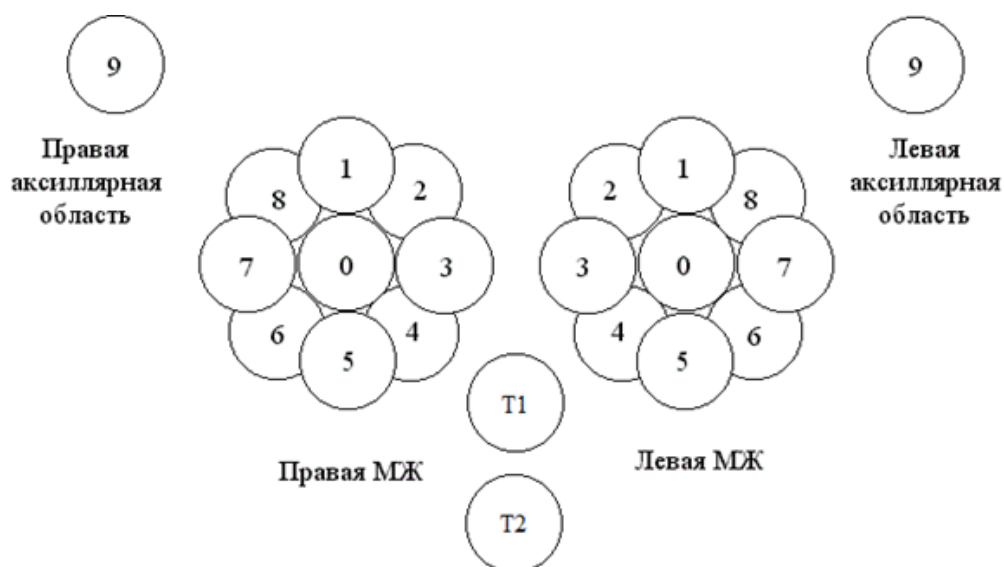 9
9
Правая
аксиллярная
область
Левая
аксиллярная
область
1
2
3
4
5
6
7
8
0
1
2
3
4
5
6
7
8
0
T1
T2
Правая МЖ
Левая МЖ